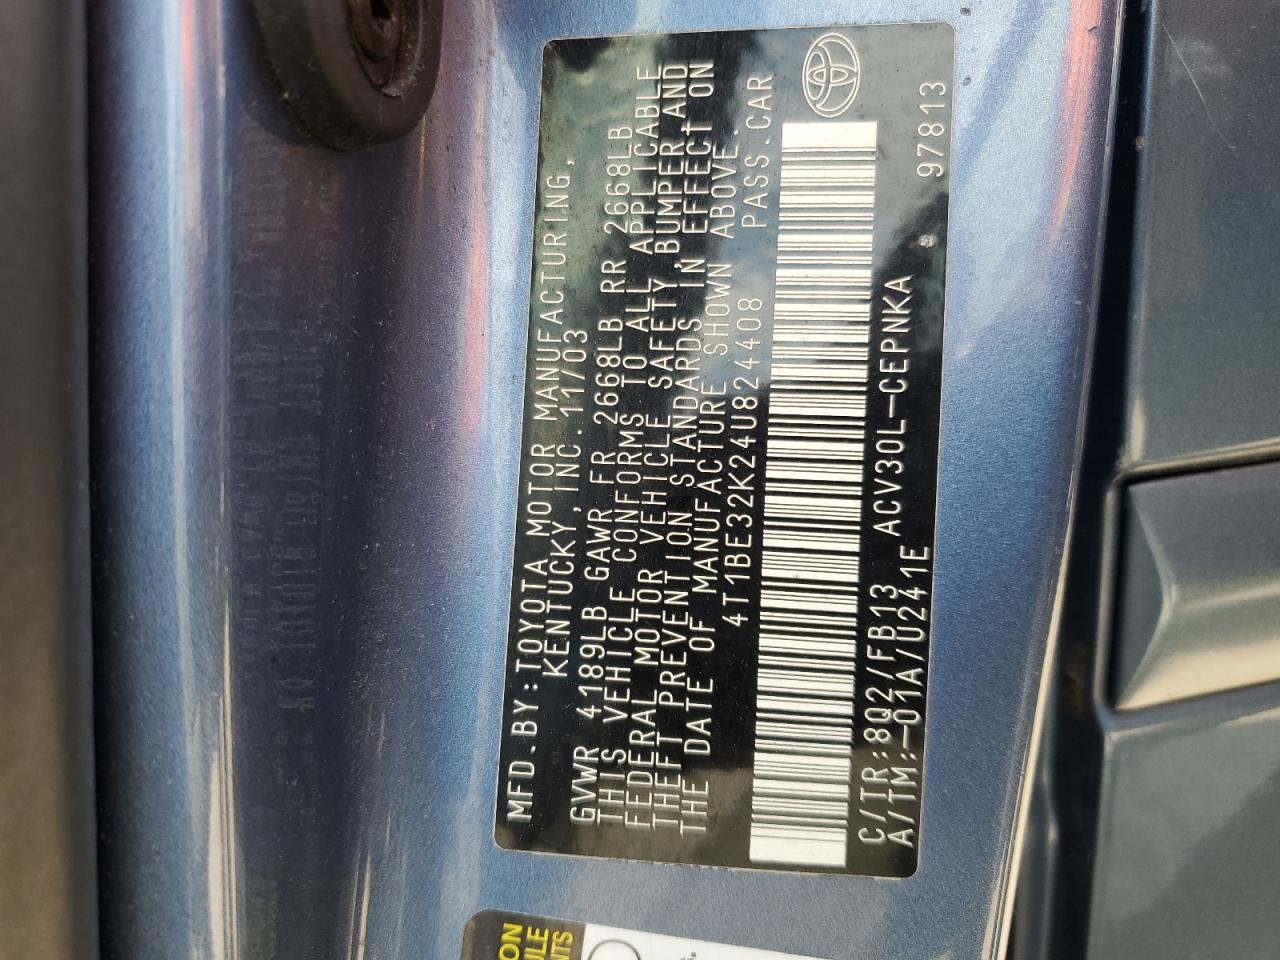 MFD.BY:TOYOTA MOTOR MANUFACTURING,
KENTUCKY, INC. 11/03
GVWR 4189LB GAWR FR 2668LB RR 2668LB
THIS VEHICLE CONFORMS TO ALL APPLICABLE
FEDERAL MOTOR VEHICLE SAFETY,BUMPER,AND
THEFT PREVENTION STANDARDS IN EFFECT ON
THE DATE OF MANUFACTURE SHOWN ABOVE.
4T1BE32K24U824408 PASS.CAR
C/TR:8Q2/FB13 ACV30L-CEPNKA
A/TM:-01A/U241E 97813